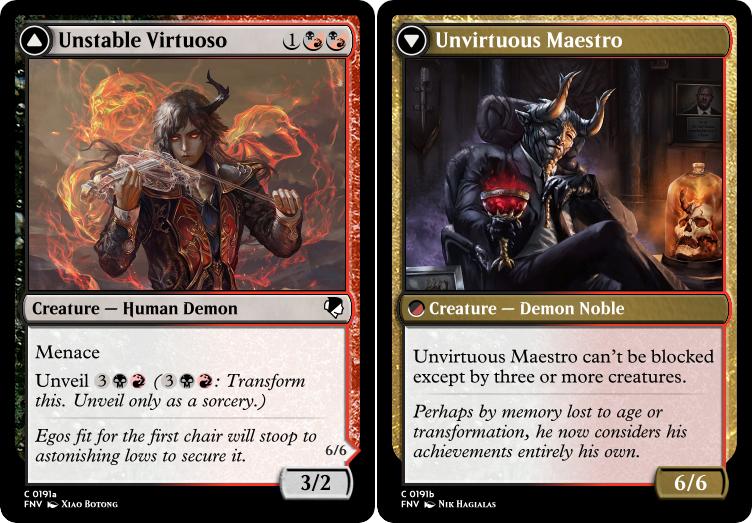 Unstable Virtuoso 1
Creature — Human Demon
Menace
Unveil 3 (3: Transform
this. Unveil only as a sorcery.)
Egos fit for the first chair will stoop to
astonishing lows to secure it.
6/6
3/2
C 0191a
FNV Xiao Botong
Unvirtuous Maestro
Creature — Demon Noble
Unvirtuous Maestro can't be blocked
except by three or more creatures.
Perhaps by memory lost to age or
transformation, he now considers his
achievements entirely his own.
6/6
C 0191b
FNV Nik Hagialas